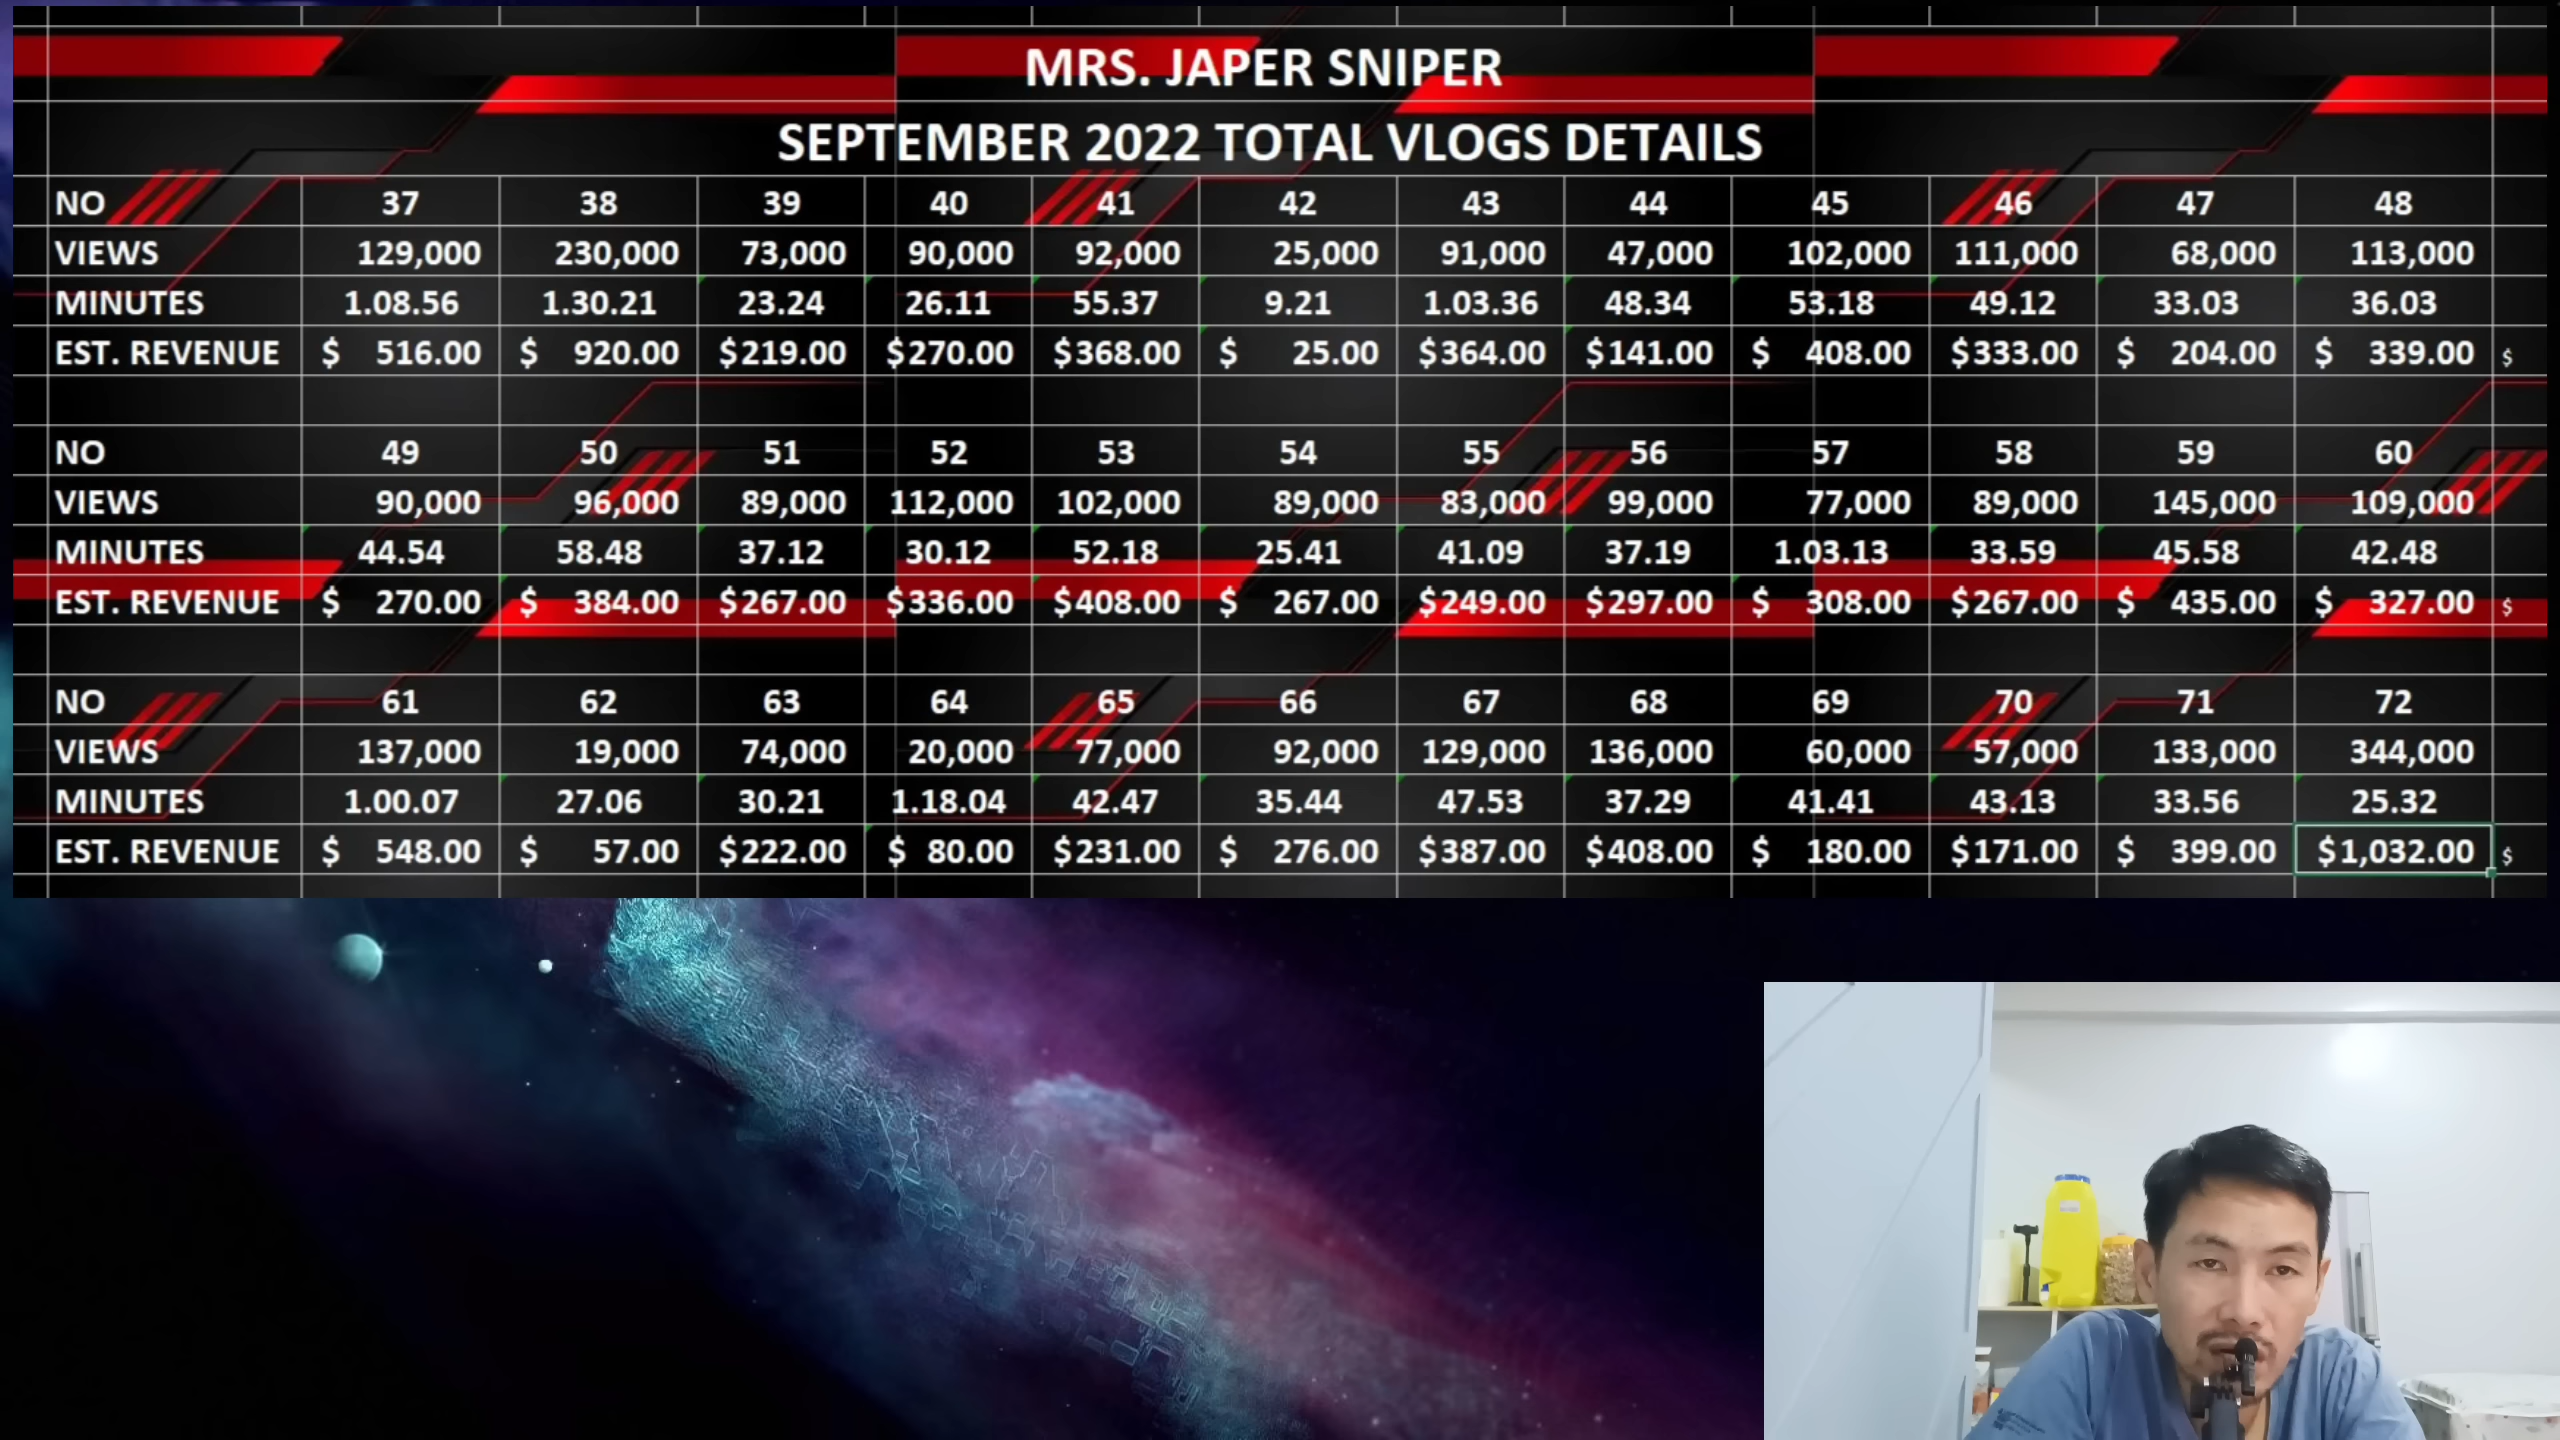 MRS. JAPER SNIPER
SEPTEMBER 2022 TOTAL VLOGS DETAILS
NO 37 38 39 40 41 42 43 44 45 46 47 48
VIEWS 129,000 230,000 73,000 90,000 92,000 25,000 91,000 47,000 102,000 111,000 68,000 113,000
MINUTES 1.08.56 1.30.21 23.24 26.11 55.37 9.21 1.03.36 48.34 53.18 49.12 33.03 36.03
EST. REVENUE $ 516.00 $ 920.00 $219.00 $270.00 $368.00 $ 25.00 $364.00 $141.00 $ 408.00 $333.00 $ 204.00 $ 339.00 $
NO 49 50 51 52 53 54 55 56 57 58 59 60
VIEWS 90,000 96,000 89,000 112,000 102,000 89,000 83,000 99,000 77,000 89,000 145,000 109,000
MINUTES 44.54 58.48 37.12 30.12 52.18 25.41 41.09 37.19 1.03.13 33.59 45.58 42.48
EST. REVENUE $ 270.00 $ 384.00 $267.00 $336.00 $408.00 $ 267.00 $249.00 $297.00 $ 308.00 $267.00 $ 435.00 $ 327.00 $
NO 61 62 63 64 65 66 67 68 69 70 71 72
VIEWS 137,000 19,000 74,000 20,000 77,000 92,000 129,000 136,000 60,000 57,000 133,000 344,000
MINUTES 1.00.07 27.06 30.21 1.18.04 42.47 35.44 47.53 37.29 41.41 43.13 33.56 25.32
EST. REVENUE $ 548.00 $ 57.00 $222.00 $ 80.00 $231.00 $ 276.00 $387.00 $408.00 $ 180.00 $171.00 $ 399.00 $1,032.00 $